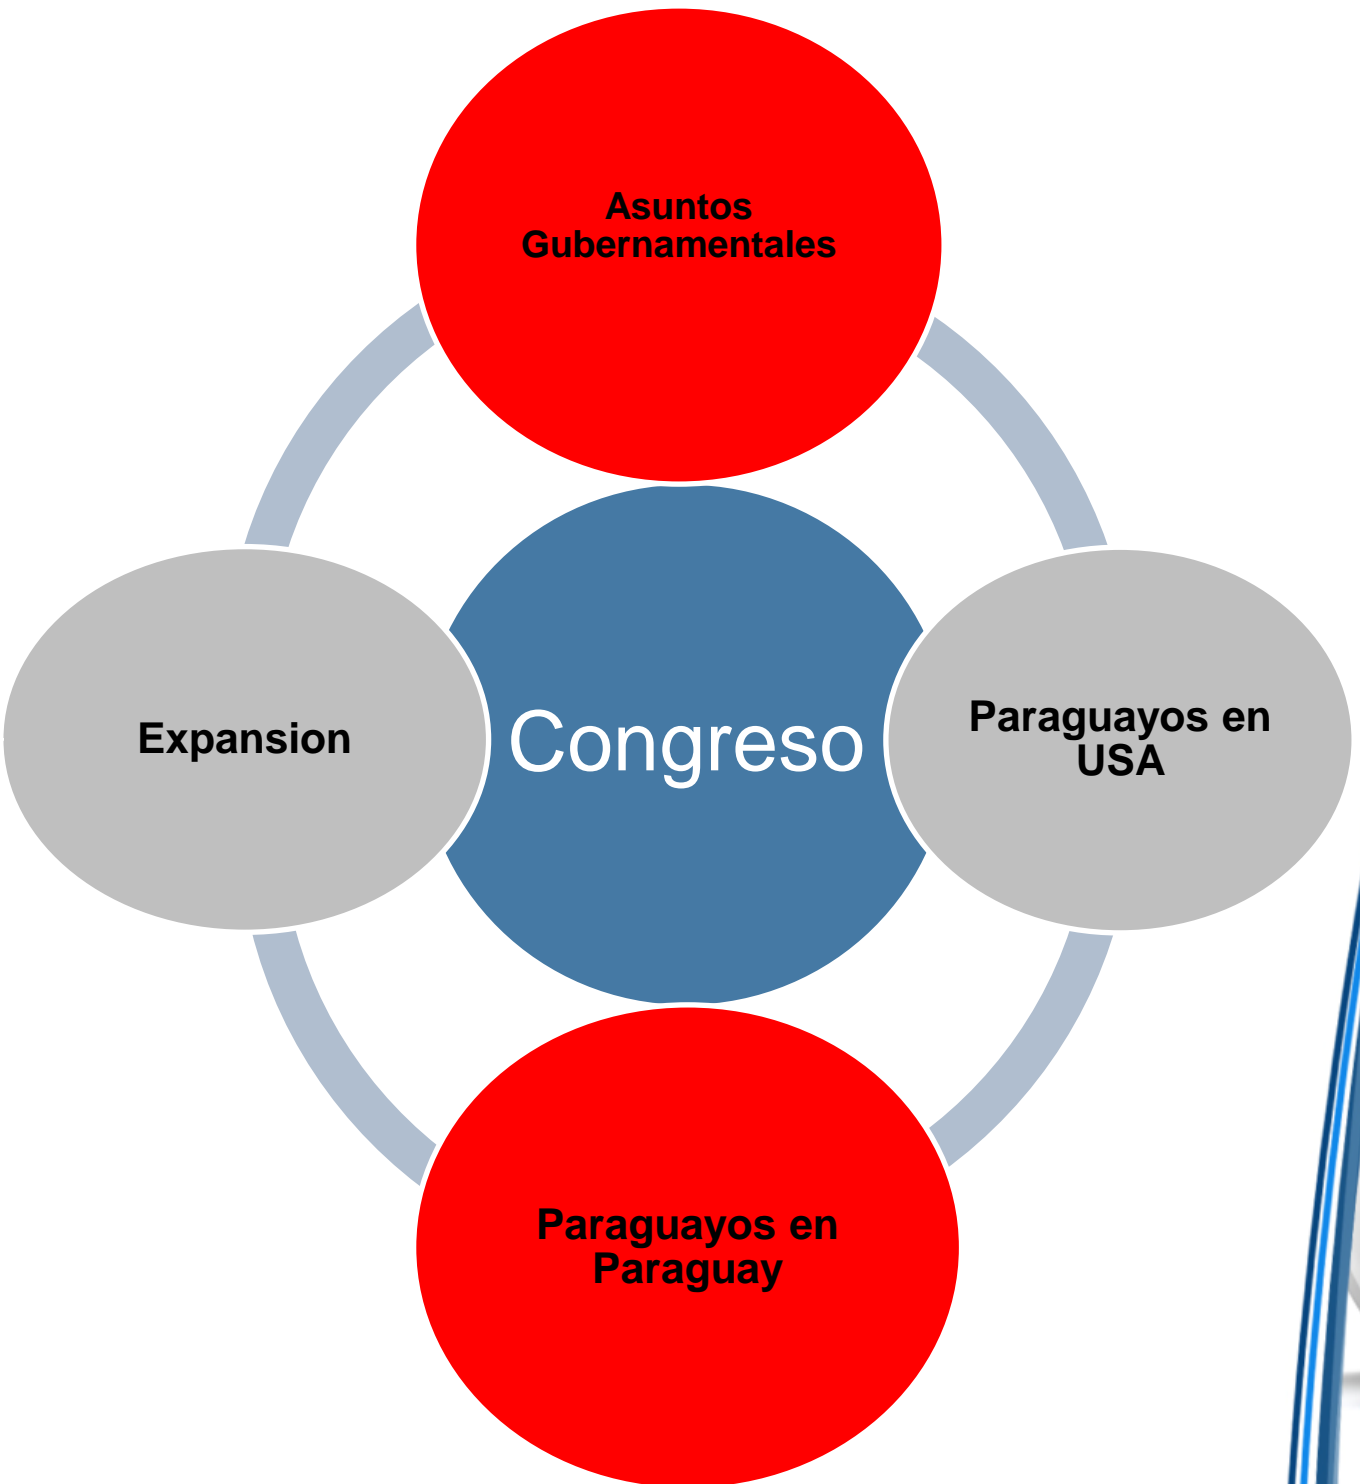 Asuntos
Gubernamentales
Expansion
Congreso
Paraguayos en
USA
Paraguayos en
Paraguay